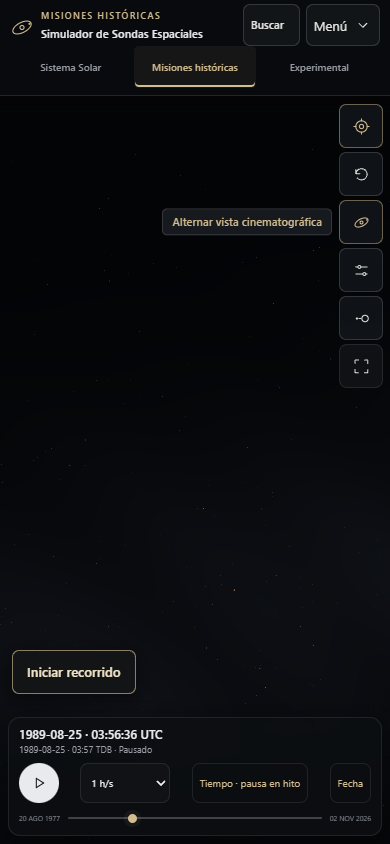 MISIONES HISTÓRICAS
Simulador de Sondas Espaciales
Buscar
Menú
Sistema Solar
Misiones históricas
Experimental
Alternar vista cinematográfica
Iniciar recorrido
1989-08-25 · 03:56:36 UTC
1989-08-25 · 03:57 TDB · Pausado
1 h/s
Tiempo · pausa en hito
Fecha
20 AGO 1977
02 NOV 2026